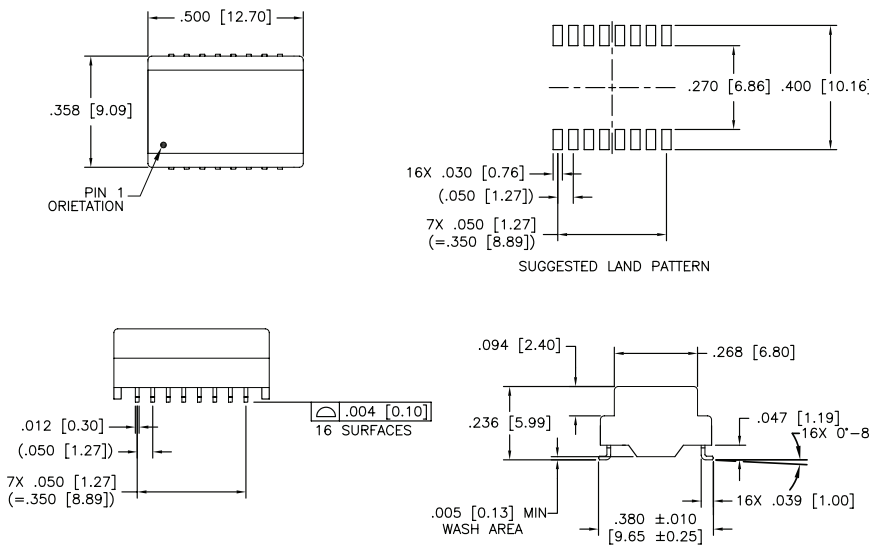 .500 [12.70]
.358 [9.09]
PIN 1
ORIETATION
.270 [6.86]
.400 [10.16]
16X .030 [0.76]
(.050 [1.27])
7X .050 [1.27]
(=.350 [8.89])
SUGGESTED LAND PATTERN
.012 [0.30]
(.050 [1.27])
7X .050 [1.27]
(=.350 [8.89])
.004 [0.10]
16 SURFACES
.094 [2.40]
.268 [6.80]
.236 [5.99]
.047 [1.19]
16X 0°-8
.005 [0.13] MIN
WASH AREA
.380 ±.010
[9.65 ±0.25]
16X .039 [1.00]